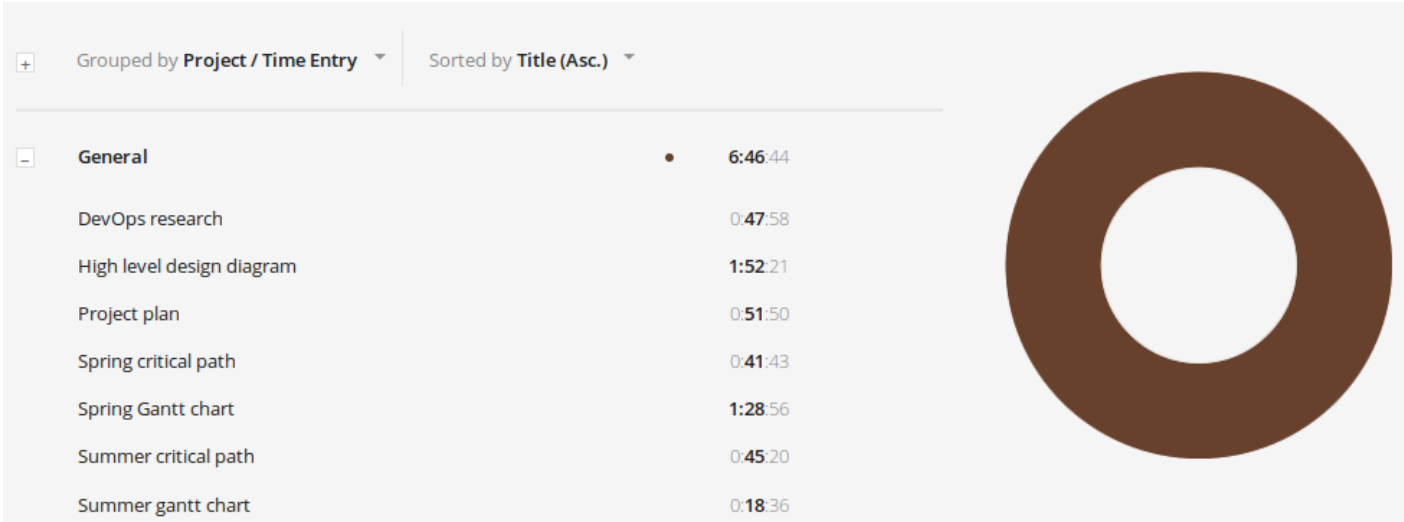 + Grouped by Project / Time Entry Sorted by Title (Asc.)
– General 6:46:44
DevOps research 0:47:58
High level design diagram 1:52:21
Project plan 0:51:50
Spring critical path 0:41:43
Spring Gantt chart 1:28:56
Summer critical path 0:45:20
Summer gantt chart 0:18:36